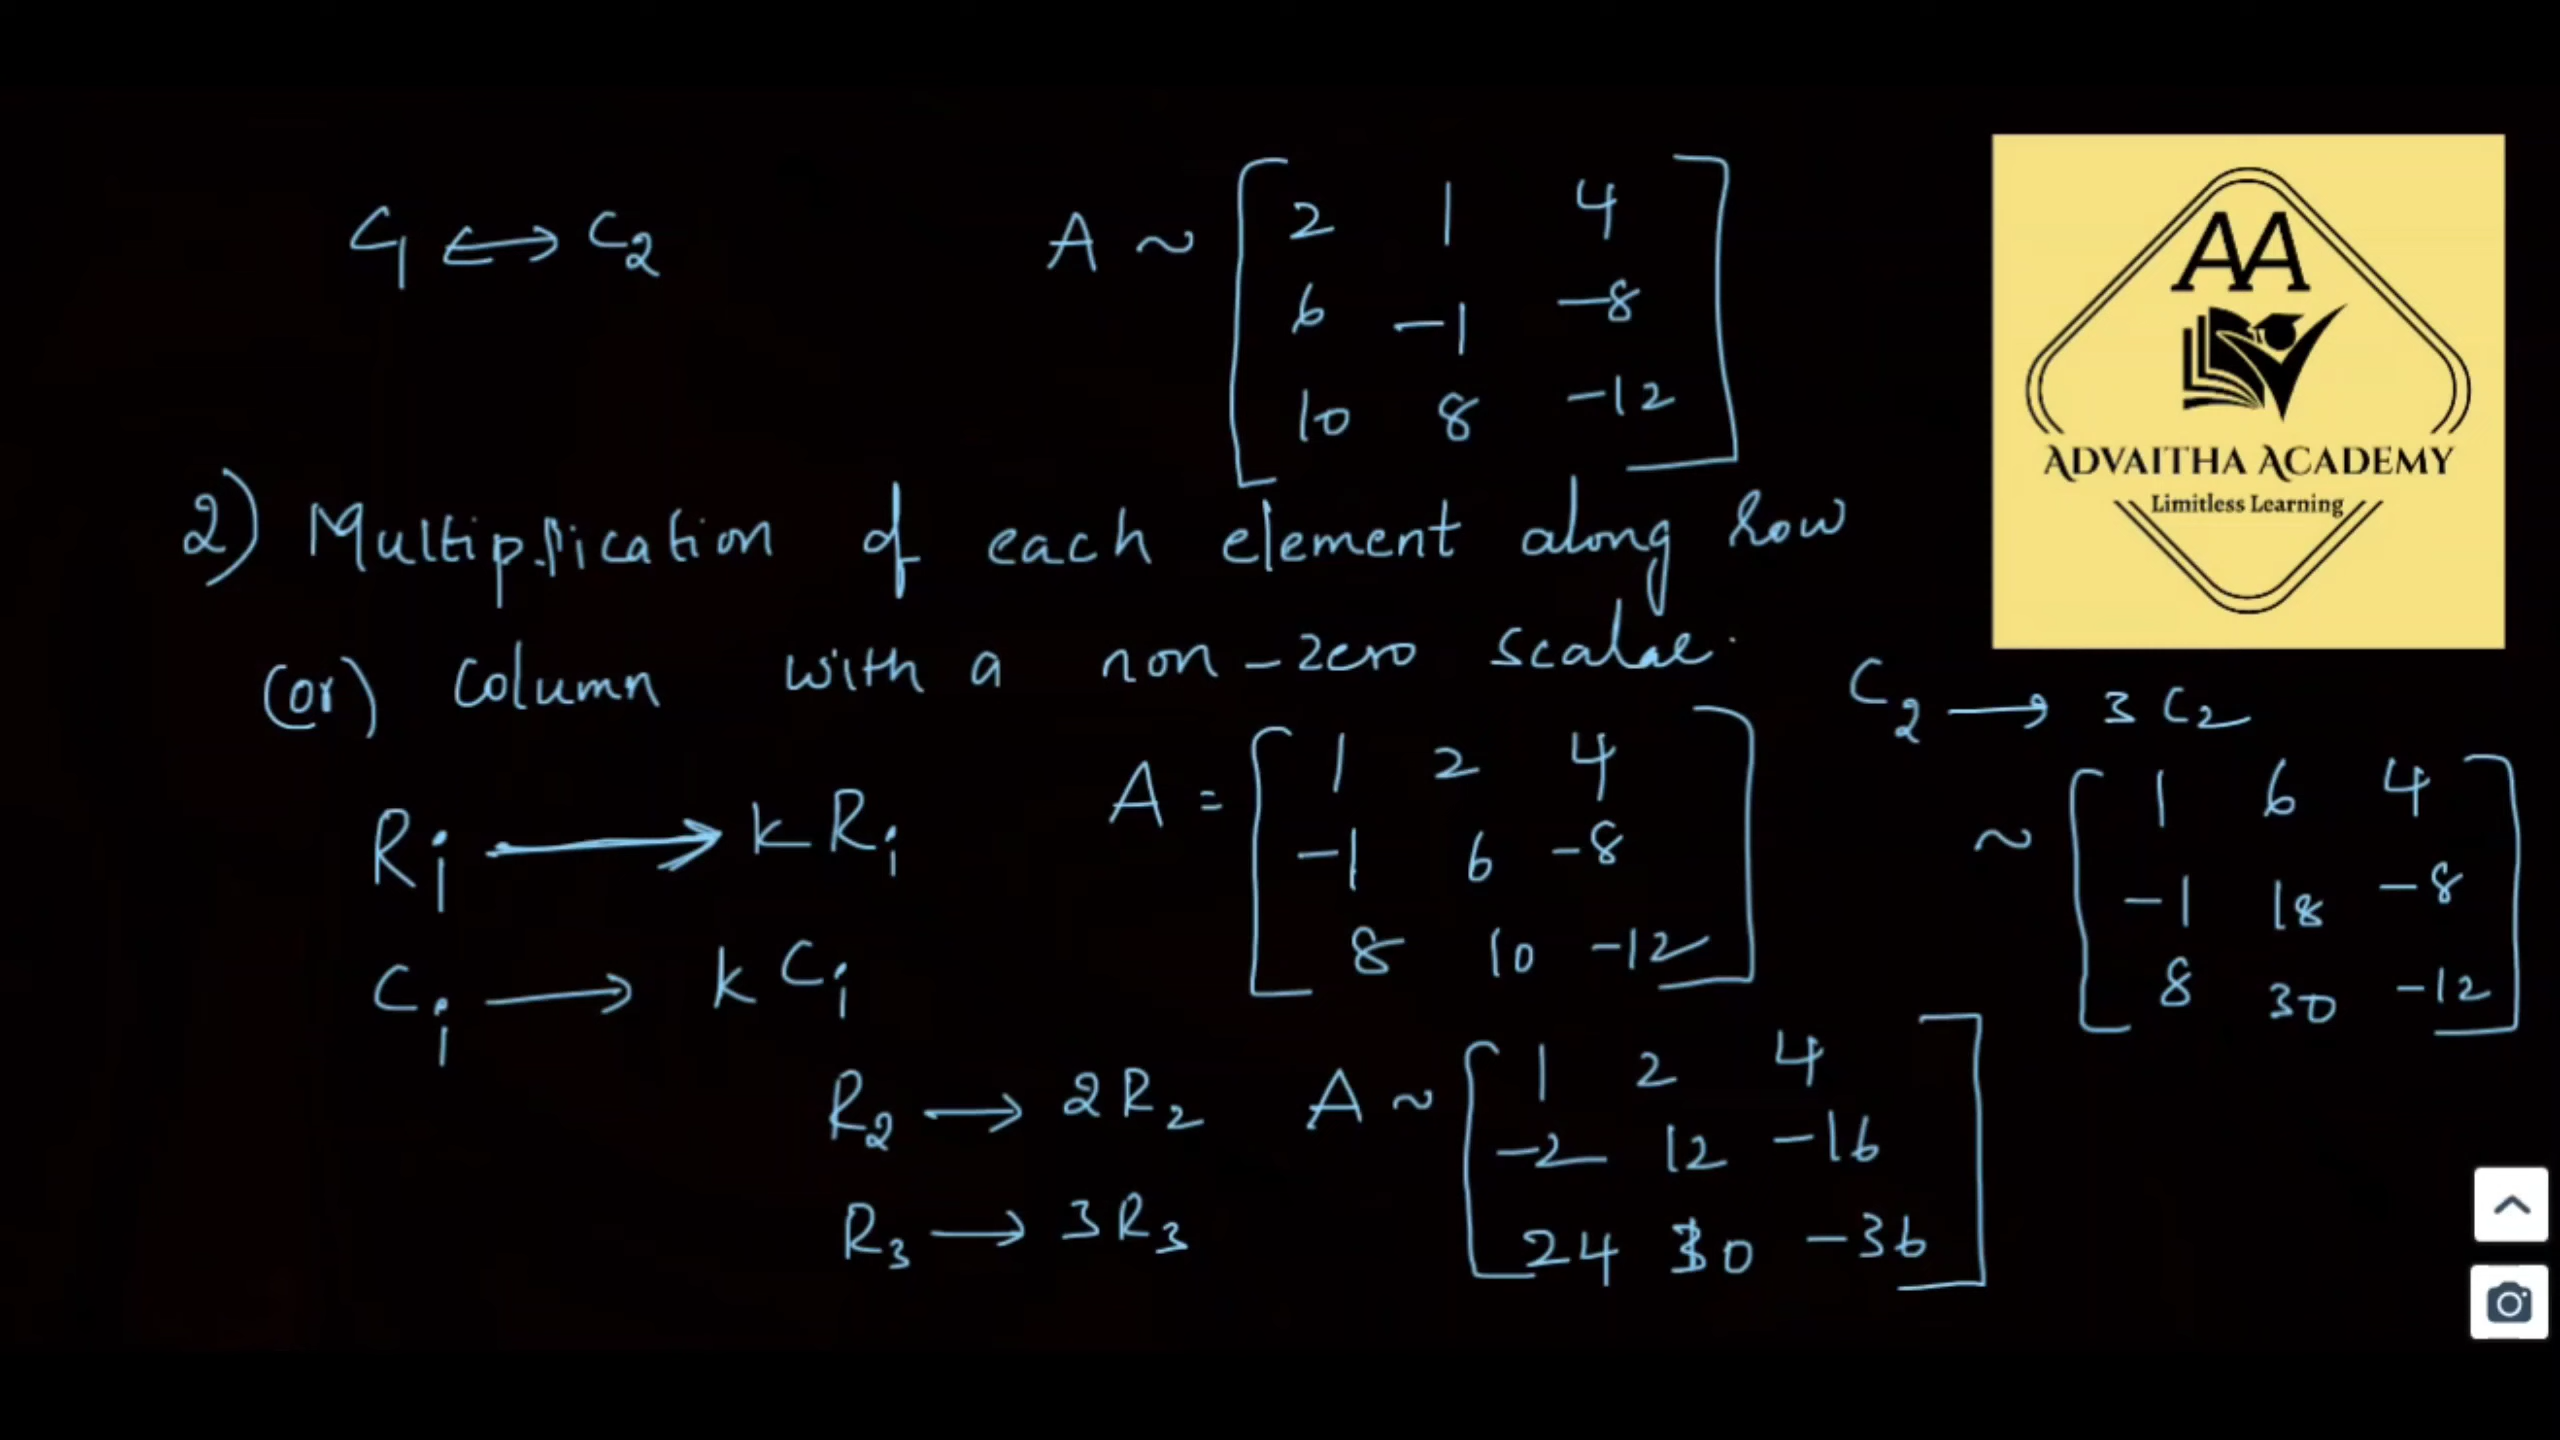 C1 ↔ C2 A ~ [ 2 1 4
6 -1 -8
10 8 -12 ]
AA
ADVAITHA ACADEMY
Limitless Learning
2) Multiplication of each element along row
(or) column with a non-zero scalar.
C2 → 3C2
Ri → kRi A = [ 1 2 4
-1 6 -8
8 10 -12 ]
~ [ 1 6 4
-1 18 -8
8 30 -12 ]
Ci → kCi
R2 → 2R2 A ~ [ 1 2 4
-2 12 -16
R3 → 3R3 24 30 -36 ]